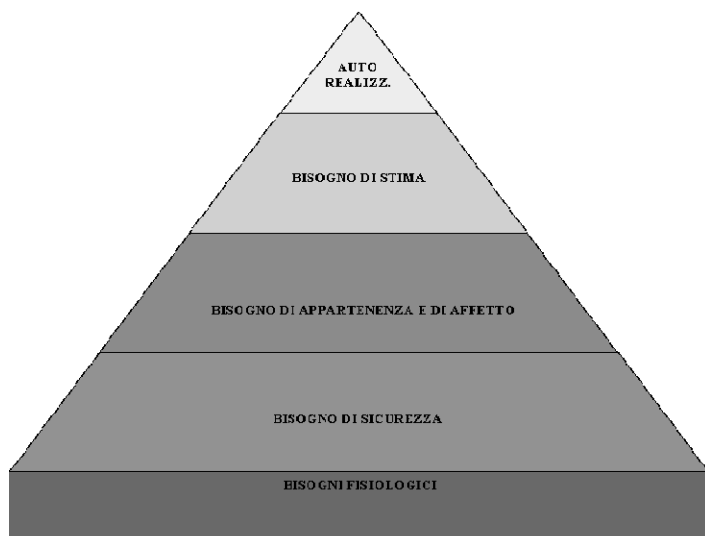 AUTO
REALIZZ.
BISOGNO DI STIMA
BISOGNO DI APPARTENENZA E DI AFFETTO
BISOGNO DI SICUREZZA
BISOGNI FISIOLOGICI